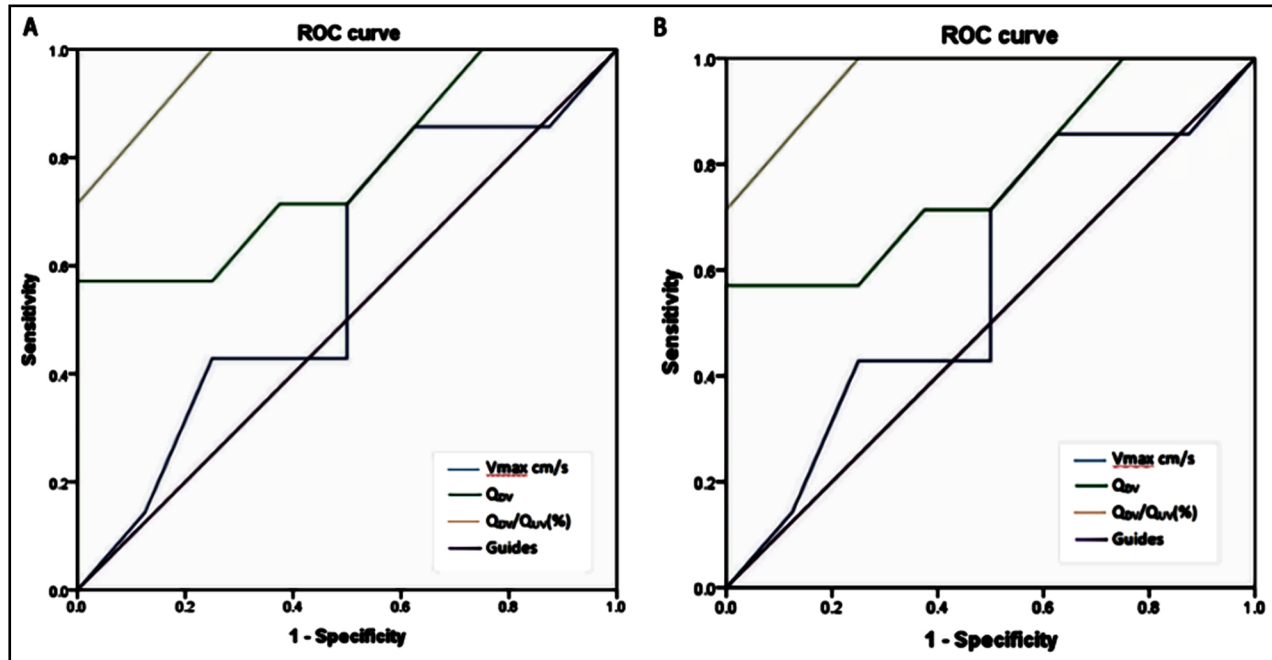 A
ROC curve
1.0
0.8
0.6
0.4
0.2
0.0
Sensitivity
Vmax cm/s
QDV
QDV/QUV(%)
Guides
0.0 0.2 0.4 0.6 0.8 1.0
1 - Specificity
B
ROC curve
1.0
0.8
0.6
0.4
0.2
0.0
Sensitivity
Vmax cm/s
QDV
QDV/QUV(%)
Guides
0.0 0.2 0.4 0.6 0.8 1.0
1 - Specificity